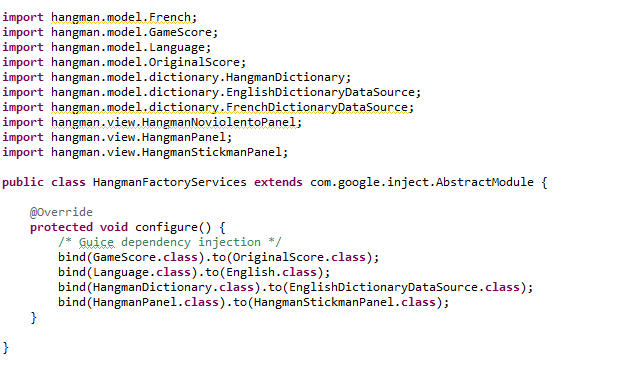 import hangman.model.French;
import hangman.model.GameScore;
import hangman.model.Language;
import hangman.model.OriginalScore;
import hangman.model.dictionary.HangmanDictionary;
import hangman.model.dictionary.EnglishDictionaryDataSource;
import hangman.model.dictionary.FrenchDictionaryDataSource;
import hangman.view.HangmanNoviolentoPanel;
import hangman.view.HangmanPanel;
import hangman.view.HangmanStickmanPanel;
public class HangmanFactoryServices extends com.google.inject.AbstractModule {
@Override
protected void configure() {
/* Guice dependency injection */
bind(GameScore.class).to(OriginalScore.class);
bind(Language.class).to(English.class);
bind(HangmanDictionary.class).to(EnglishDictionaryDataSource.class);
bind(HangmanPanel.class).to(HangmanStickmanPanel.class);
}
}